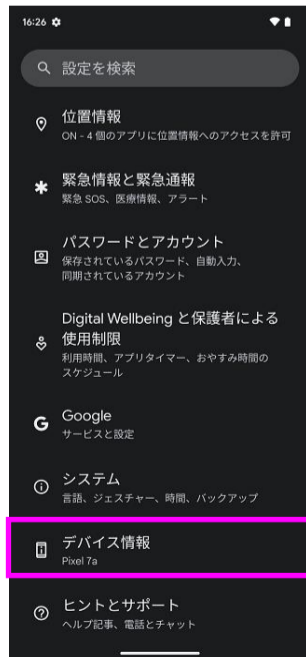 16:26
設定を検索
位置情報
ON - 4 個のアプリに位置情報へのアクセスを許可
緊急情報と緊急通報
緊急 SOS、医療情報、アラート
パスワードとアカウント
保存されているパスワード、自動入力、
同期されているアカウント
Digital Wellbeing と保護者による
使用制限
利用時間、アプリタイマー、おやすみ時間の
スケジュール
Google
サービスと設定
システム
言語、ジェスチャー、時間、バックアップ
デバイス情報
Pixel 7a
ヒントとサポート
ヘルプ記事、電話とチャット